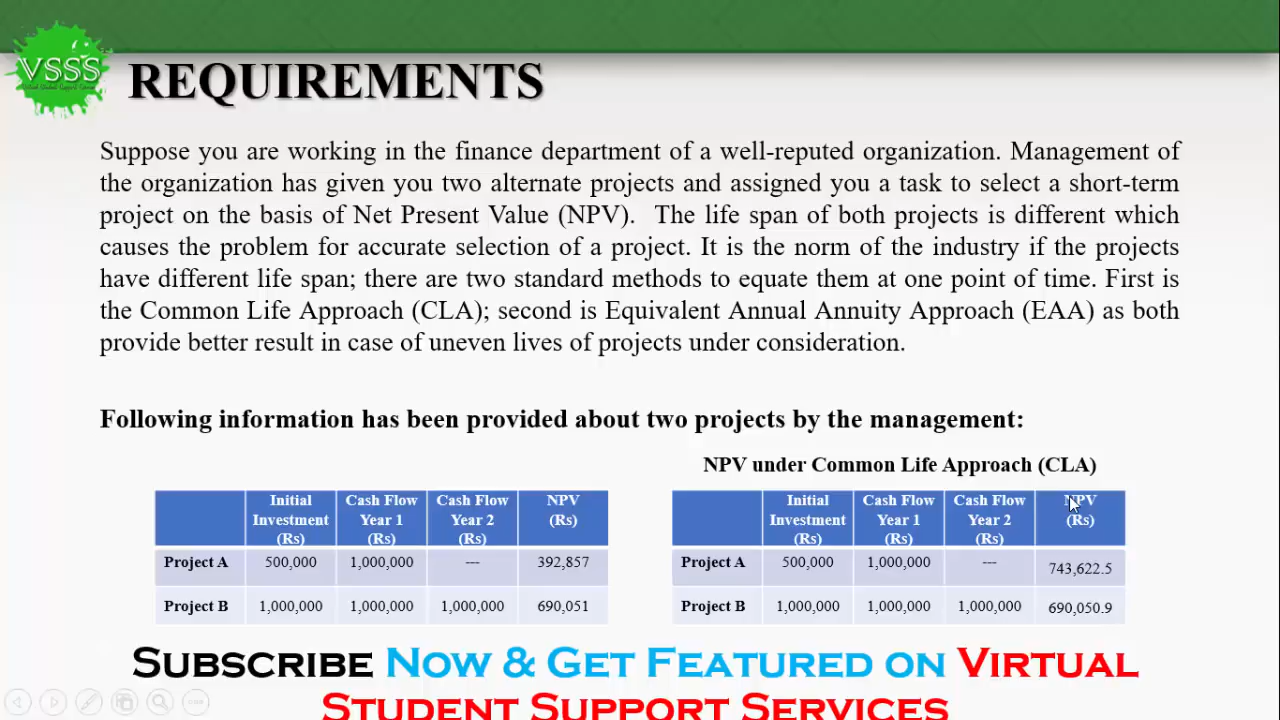 VSSS
REQUIREMENTS
Suppose you are working in the finance department of a well-reputed organization. Management of
the organization has given you two alternate projects and assigned you a task to select a short-term
project on the basis of Net Present Value (NPV). The life span of both projects is different which
causes the problem for accurate selection of a project. It is the norm of the industry if the projects
have different life span; there are two standard methods to equate them at one point of time. First is
the Common Life Approach (CLA); second is Equivalent Annual Annuity Approach (EAA) as both
provide better result in case of uneven lives of projects under consideration.
Following information has been provided about two projects by the management:
NPV under Common Life Approach (CLA)
Initial Investment (Rs) Cash Flow Year 1 (Rs) Cash Flow Year 2 (Rs) NPV (Rs)
Project A 500,000 1,000,000 --- 392,857
Project B 1,000,000 1,000,000 1,000,000 690,051
Initial Investment (Rs) Cash Flow Year 1 (Rs) Cash Flow Year 2 (Rs) NPV (Rs)
Project A 500,000 1,000,000 --- 743,622.5
Project B 1,000,000 1,000,000 1,000,000 690,050.9
Subscribe Now & Get Featured on Virtual
Student Support Services